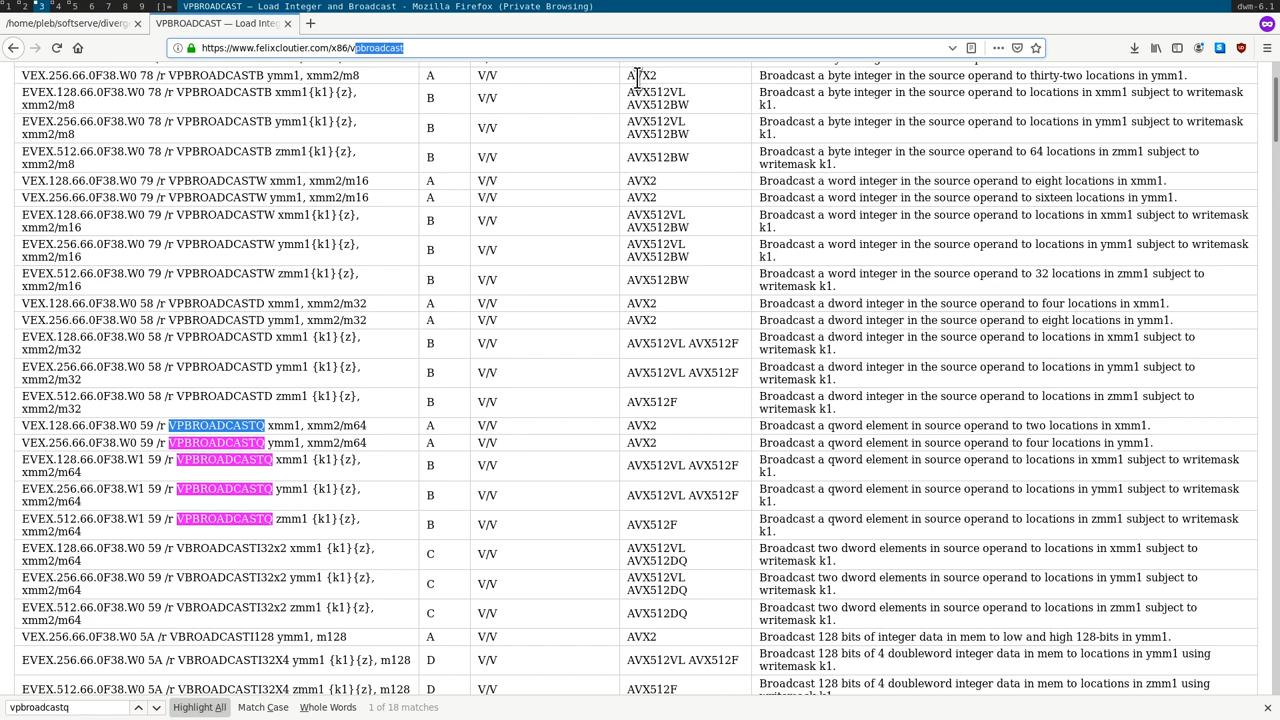 1 2 3 4 5 6 7 8 9 []= VPBROADCAST — Load Integer and Broadcast - Mozilla Firefox (Private Browsing) dwm-6.1
/home/pleb/softserve/diverg × VPBROADCAST — Load Integ × +
https://www.felixcloutier.com/x86/vpbroadcast
VEX.256.66.0F38.W0 78 /r VPBROADCASTB ymm1, xmm2/m8 A V/V AVX2 Broadcast a byte integer in the source operand to thirty-two locations in ymm1.
EVEX.128.66.0F38.W0 78 /r VPBROADCASTB xmm1{k1}{z}, B V/V AVX512VL Broadcast a byte integer in the source operand to locations in xmm1 subject to writemask
xmm2/m8 AVX512BW k1.
EVEX.256.66.0F38.W0 78 /r VPBROADCASTB ymm1{k1}{z}, B V/V AVX512VL Broadcast a byte integer in the source operand to locations in ymm1 subject to writemask
xmm2/m8 AVX512BW k1.
EVEX.512.66.0F38.W0 78 /r VPBROADCASTB zmm1{k1}{z}, B V/V AVX512BW Broadcast a byte integer in the source operand to 64 locations in zmm1 subject to
xmm2/m8 writemask k1.
VEX.128.66.0F38.W0 79 /r VPBROADCASTW xmm1, xmm2/m16 A V/V AVX2 Broadcast a word integer in the source operand to eight locations in xmm1.
VEX.256.66.0F38.W0 79 /r VPBROADCASTW ymm1, xmm2/m16 A V/V AVX2 Broadcast a word integer in the source operand to sixteen locations in ymm1.
EVEX.128.66.0F38.W0 79 /r VPBROADCASTW xmm1{k1}{z}, B V/V AVX512VL Broadcast a word integer in the source operand to locations in xmm1 subject to writemask
xmm2/m16 AVX512BW k1.
EVEX.256.66.0F38.W0 79 /r VPBROADCASTW ymm1{k1}{z}, B V/V AVX512VL Broadcast a word integer in the source operand to locations in ymm1 subject to writemask
xmm2/m16 AVX512BW k1.
EVEX.512.66.0F38.W0 79 /r VPBROADCASTW zmm1{k1}{z}, B V/V AVX512BW Broadcast a word integer in the source operand to 32 locations in zmm1 subject to
xmm2/m16 writemask k1.
VEX.128.66.0F38.W0 58 /r VPBROADCASTD xmm1, xmm2/m32 A V/V AVX2 Broadcast a dword integer in the source operand to four locations in xmm1.
VEX.256.66.0F38.W0 58 /r VPBROADCASTD ymm1, xmm2/m32 A V/V AVX2 Broadcast a dword integer in the source operand to eight locations in ymm1.
EVEX.128.66.0F38.W0 58 /r VPBROADCASTD xmm1 {k1}{z}, B V/V AVX512VL AVX512F Broadcast a dword integer in the source operand to locations in xmm1 subject to
xmm2/m32 writemask k1.
EVEX.256.66.0F38.W0 58 /r VPBROADCASTD ymm1 {k1}{z}, B V/V AVX512VL AVX512F Broadcast a dword integer in the source operand to locations in ymm1 subject to
xmm2/m32 writemask k1.
EVEX.512.66.0F38.W0 58 /r VPBROADCASTD zmm1 {k1}{z}, B V/V AVX512F Broadcast a dword integer in the source operand to locations in zmm1 subject to
xmm2/m32 writemask k1.
VEX.128.66.0F38.W0 59 /r VPBROADCASTQ xmm1, xmm2/m64 A V/V AVX2 Broadcast a qword element in source operand to two locations in xmm1.
VEX.256.66.0F38.W0 59 /r VPBROADCASTQ ymm1, xmm2/m64 A V/V AVX2 Broadcast a qword element in source operand to four locations in ymm1.
EVEX.128.66.0F38.W1 59 /r VPBROADCASTQ xmm1 {k1}{z}, B V/V AVX512VL AVX512F Broadcast a qword element in source operand to locations in xmm1 subject to writemask
xmm2/m64 k1.
EVEX.256.66.0F38.W1 59 /r VPBROADCASTQ ymm1 {k1}{z}, B V/V AVX512VL AVX512F Broadcast a qword element in source operand to locations in ymm1 subject to writemask
xmm2/m64 k1.
EVEX.512.66.0F38.W1 59 /r VPBROADCASTQ zmm1 {k1}{z}, B V/V AVX512F Broadcast a qword element in source operand to locations in zmm1 subject to writemask
xmm2/m64 k1.
EVEX.128.66.0F38.W0 59 /r VBROADCASTI32x2 xmm1 {k1}{z}, C V/V AVX512VL Broadcast two dword elements in source operand to locations in xmm1 subject to
xmm2/m64 AVX512DQ writemask k1.
EVEX.256.66.0F38.W0 59 /r VBROADCASTI32x2 ymm1 {k1}{z}, C V/V AVX512VL Broadcast two dword elements in source operand to locations in ymm1 subject to
xmm2/m64 AVX512DQ writemask k1.
EVEX.512.66.0F38.W0 59 /r VBROADCASTI32x2 zmm1 {k1}{z}, C V/V AVX512DQ Broadcast two dword elements in source operand to locations in zmm1 subject to
xmm2/m64 writemask k1.
VEX.256.66.0F38.W0 5A /r VBROADCASTI128 ymm1, m128 A V/V AVX2 Broadcast 128 bits of integer data in mem to low and high 128-bits in ymm1.
EVEX.256.66.0F38.W0 5A /r VBROADCASTI32X4 ymm1 {k1}{z}, m128 D V/V AVX512VL AVX512F Broadcast 128 bits of 4 doubleword integer data in mem to locations in ymm1 using
writemask k1.
EVEX.512.66.0F38.W0 5A /r VBROADCASTI32X4 zmm1 {k1}{z}, m128 D V/V AVX512F Broadcast 128 bits of 4 doubleword integer data in mem to locations in zmm1 using
vpbroadcastq Highlight All Match Case Whole Words 1 of 18 matches